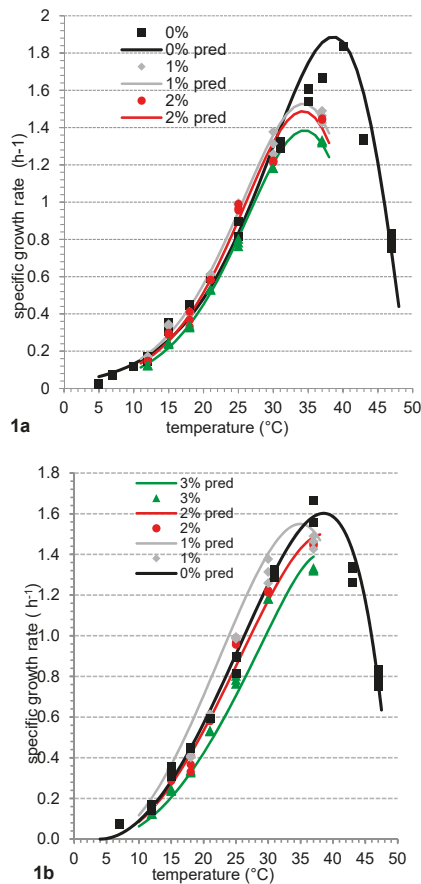 2
1.8
1.6
1.4
1.2
1
0.8
0.6
0.4
0.2
0
specific growth rate (h-1)
0%
0% pred
1%
1% pred
2%
2% pred
0 5 10 15 20 25 30 35 40 45 50
1a
temperature (°C)
1.8
1.6
1.4
1.2
1.0
0.8
0.6
0.4
0.2
0.0
specific growth rate ( h-1)
3% pred
3%
2% pred
2%
1% pred
1%
0% pred
0 5 10 15 20 25 30 35 40 45 50
1b
temperature (°C)